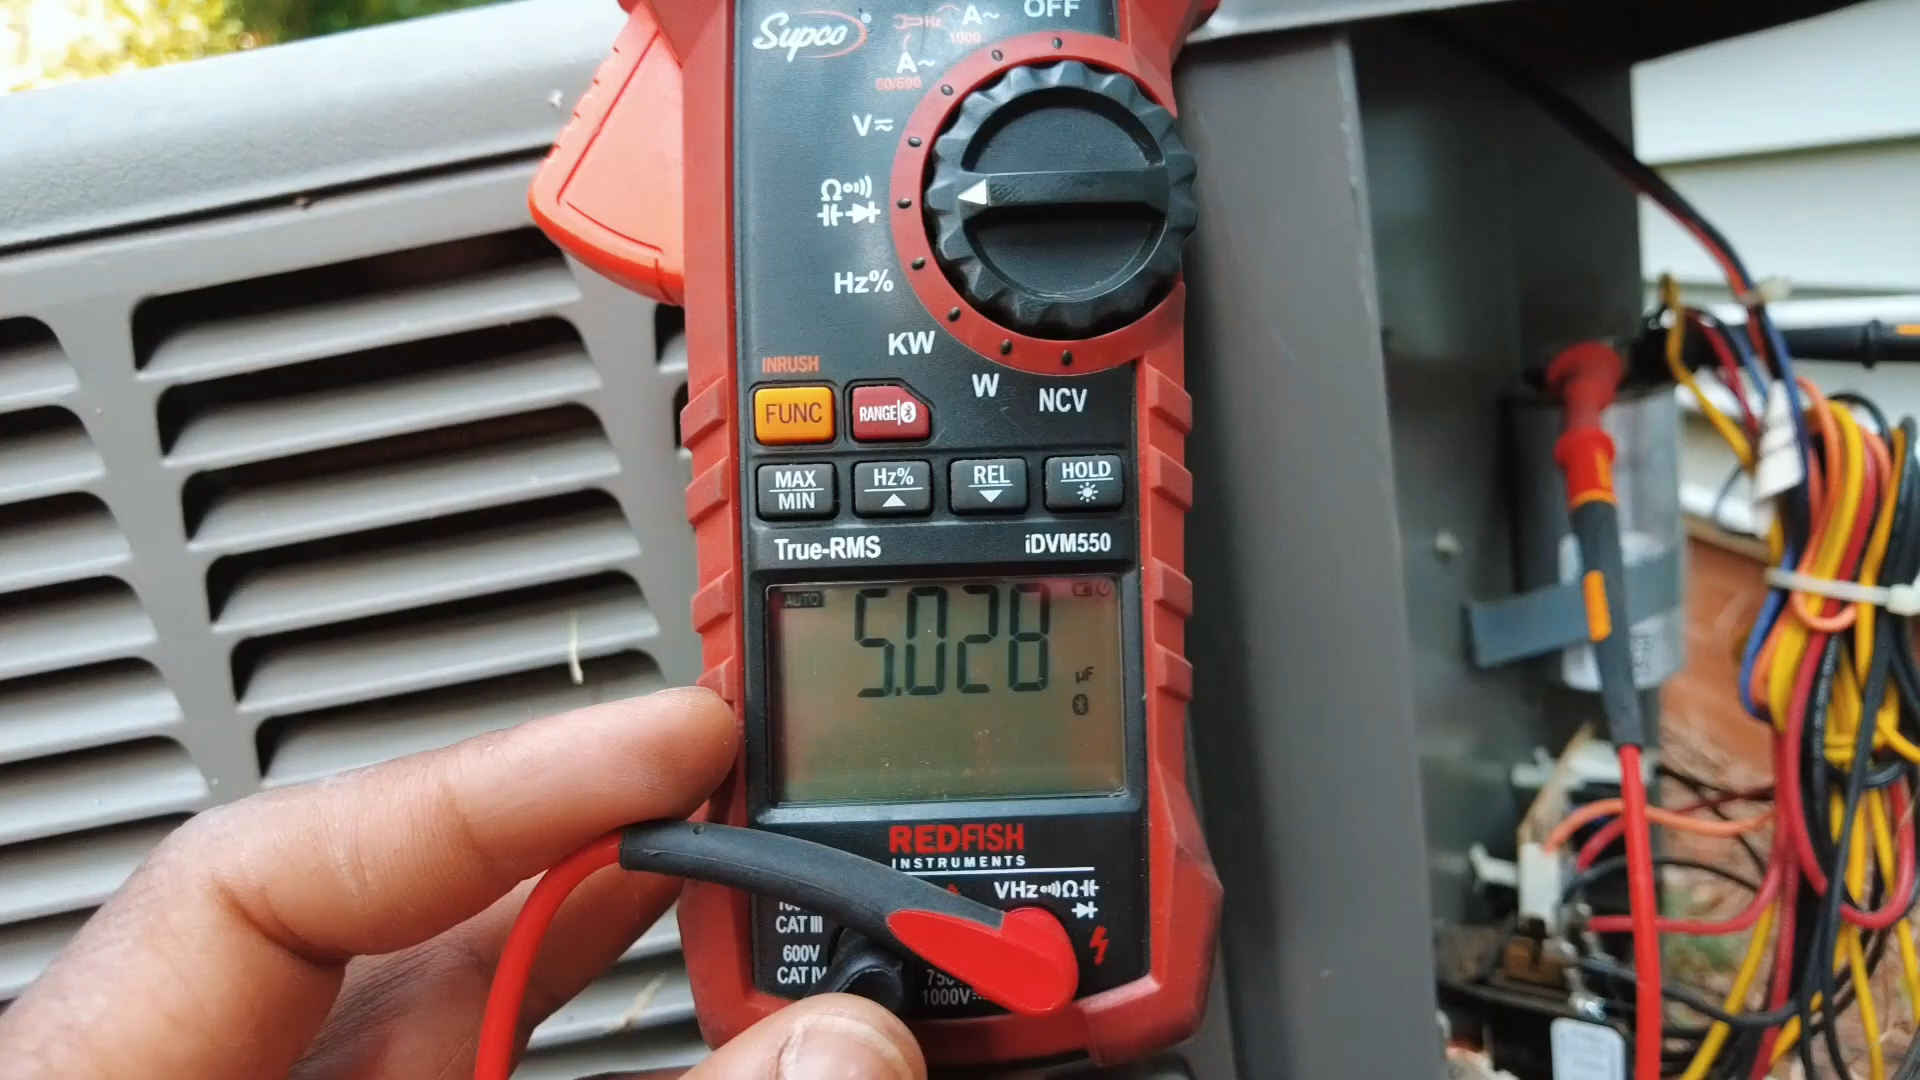 Supco®
Hz A~
1000
OFF
A~
60/600
V
Ω
Hz%
KW
W
NCV
INRUSH
FUNC
RANGE
MAX
MIN
Hz%
REL
HOLD
True-RMS
iDVM550
AUTO
5.028
µF
REDFISH
INSTRUMENTS
VHz Ω
CAT III
600V
CAT IV
1000V